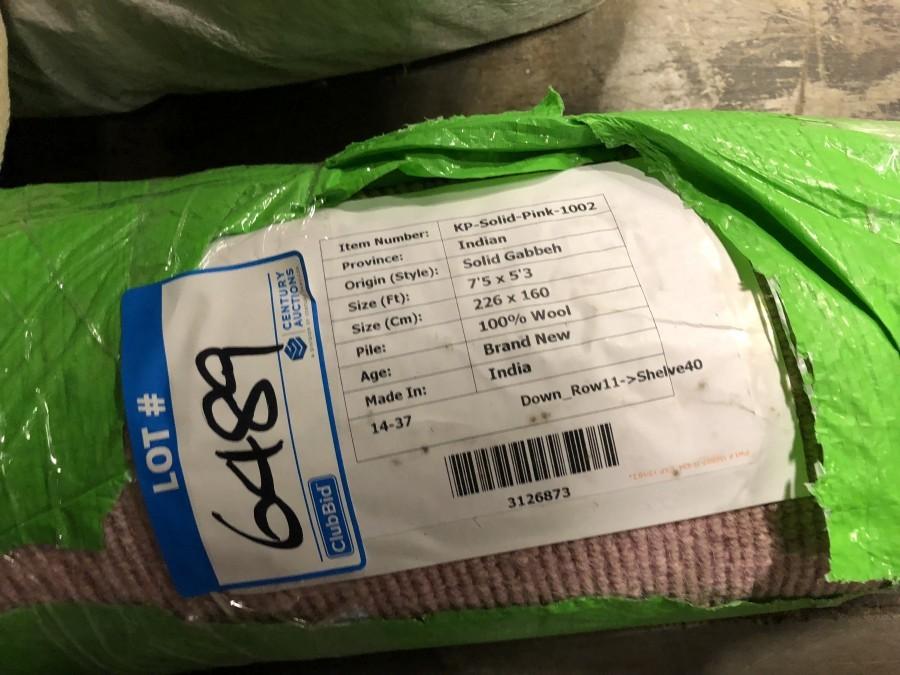 LOT #
6489
CENTURY
AUCTIONS
ClubBid
Item Number: KP-Solid-Pink-1002
Province: Indian
Origin (Style): Solid Gabbeh
Size (Ft): 7'5 x 5'3
Size (Cm): 226 x 160
Pile: 100% Wool
Age: Brand New
Made In: India
14-37 Down_Row11->Shelve40
3126873